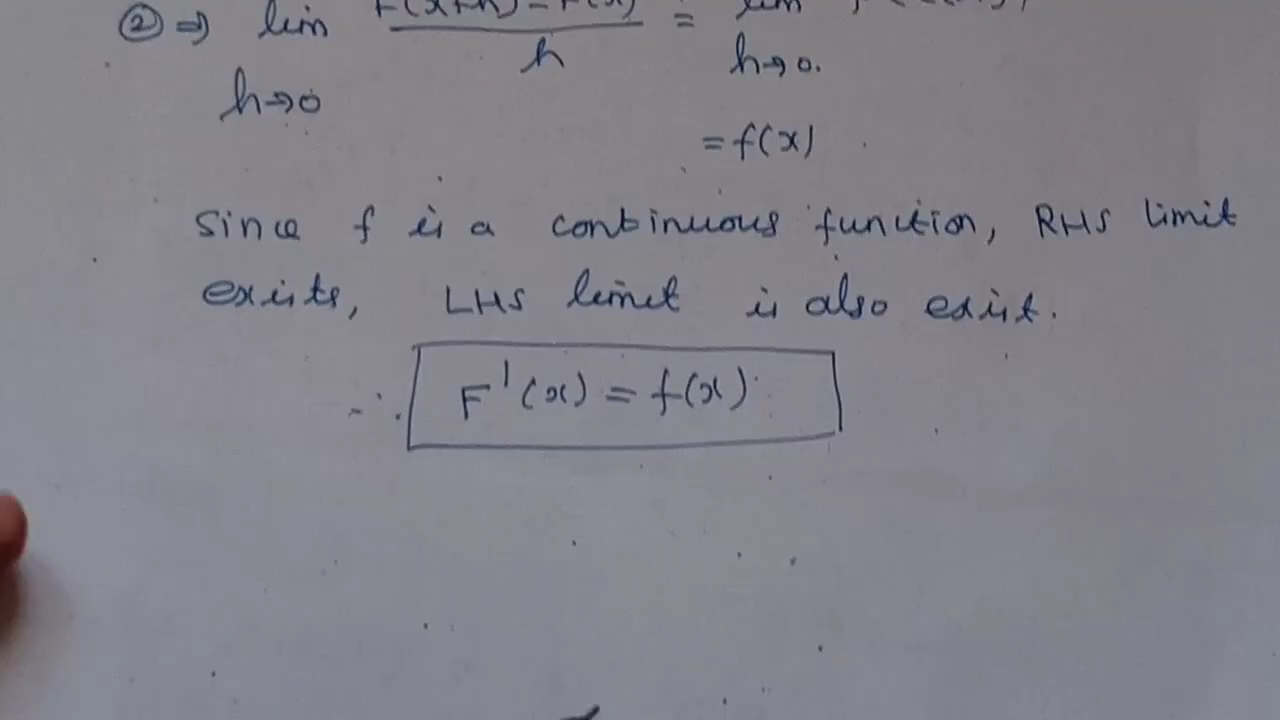 ② ⇒ lim F(x+h) - F(x) / h = lim
h→0 h→0.
= f(x)
Since f is a continuous function, RHS limit
exists, LHS limit is also exist.
∴ F'(x) = f(x)